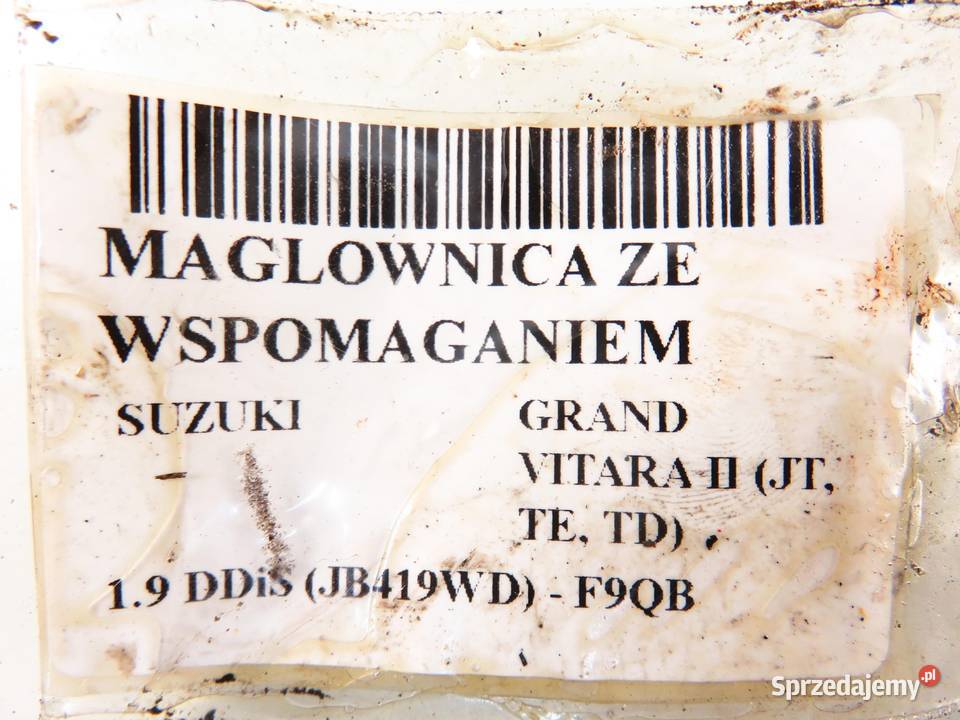 MAGLOWNICA ZE
WSPOMAGANIEM
SUZUKI
GRAND
VITARA II (JT,
TE, TD)
1.9 DDiS (JB419WD) - F9QB
Sprzedajemy.pl